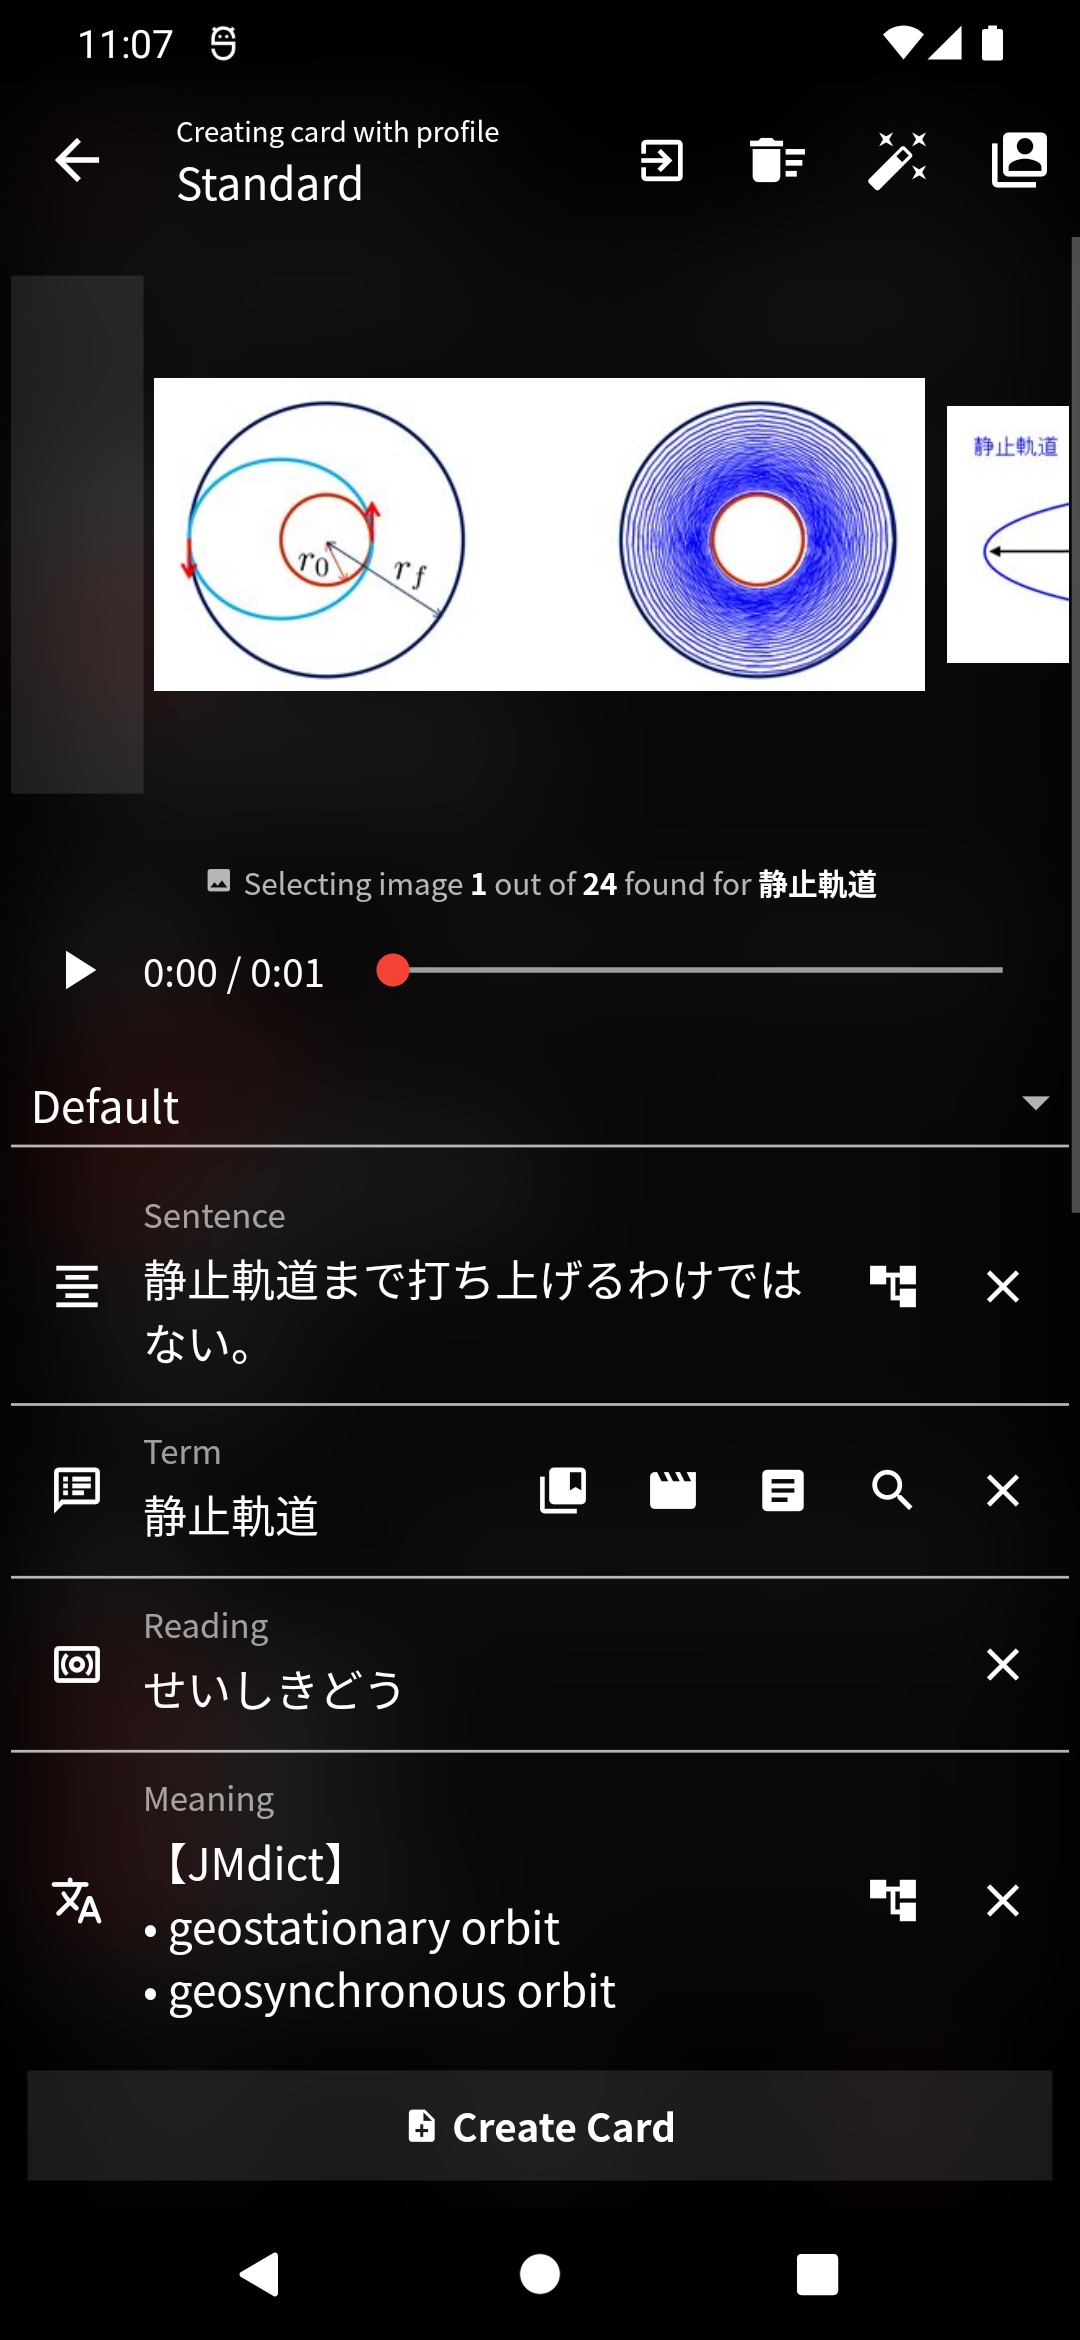 11:07
Creating card with profile
Standard
r0
rf
静止軌道
Selecting image 1 out of 24 found for 静止軌道
0:00 / 0:01
Default
Sentence
静止軌道まで打ち上げるわけでは
ない。
Term
静止軌道
Reading
せいしきどう
Meaning
【JMdict】
• geostationary orbit
• geosynchronous orbit
Create Card